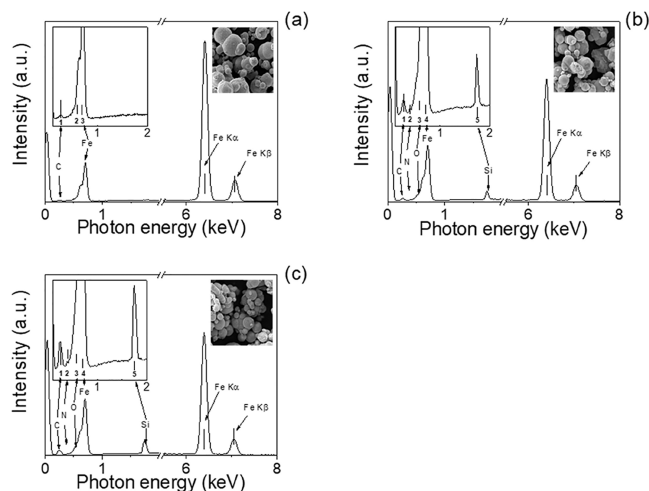 (a)
Intensity (a.u.)
1 2 3
1 2
C
Fe
Fe Kα
Fe Kβ
0 2 6 8
Photon energy (keV)
(b)
Intensity (a.u.)
1 2 3 4 5
1 2
C
N
O
Fe
Si
Fe Kα
Fe Kβ
0 2 6 8
Photon energy (keV)
(c)
Intensity (a.u.)
1 2 3 4 5
1 2
C
N
O
Fe
Si
Fe Kα
Fe Kβ
0 1 2 6 8
Photon energy (keV)